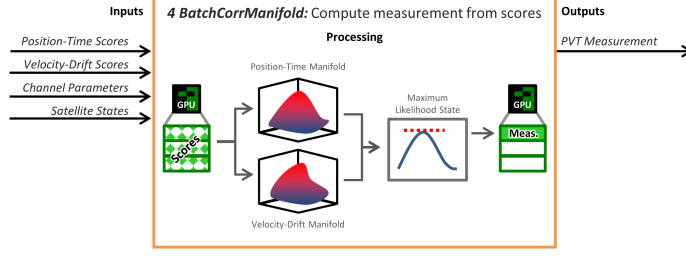 Inputs
4 BatchCorrManifold: Compute measurement from scores
Outputs
Processing
Position-Time Scores
Velocity-Drift Scores
Channel Parameters
Satellite States
PVT Measurement
GPU
Scores
Position-Time Manifold
Velocity-Drift Manifold
Maximum
Likelihood State
GPU
Meas.